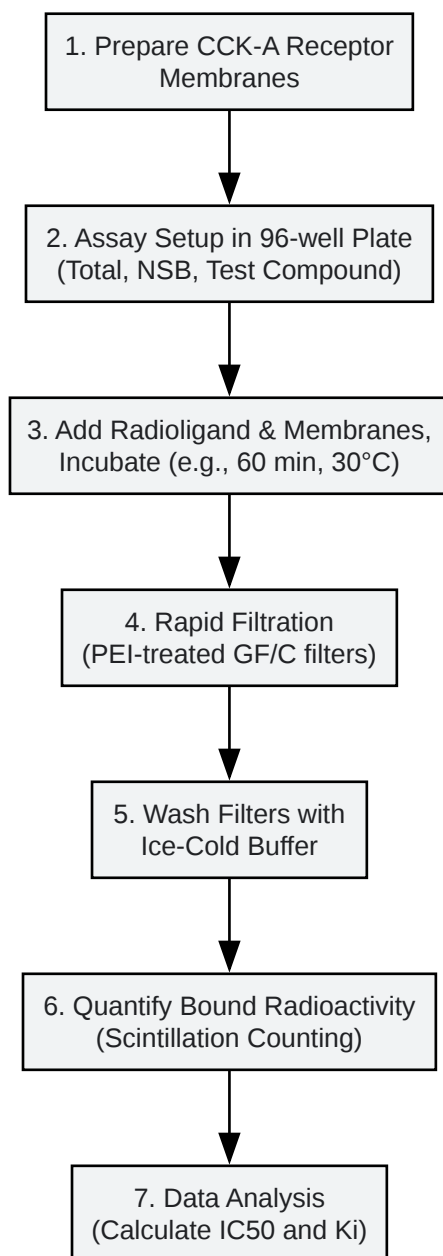 1. Prepare CCK-A Receptor
Membranes
2. Assay Setup in 96-well Plate
(Total, NSB, Test Compound)
3. Add Radioligand & Membranes,
Incubate (e.g., 60 min, 30°C)
4. Rapid Filtration
(PEI-treated GF/C filters)
5. Wash Filters with
Ice-Cold Buffer
6. Quantify Bound Radioactivity
(Scintillation Counting)
7. Data Analysis
(Calculate IC50 and Ki)